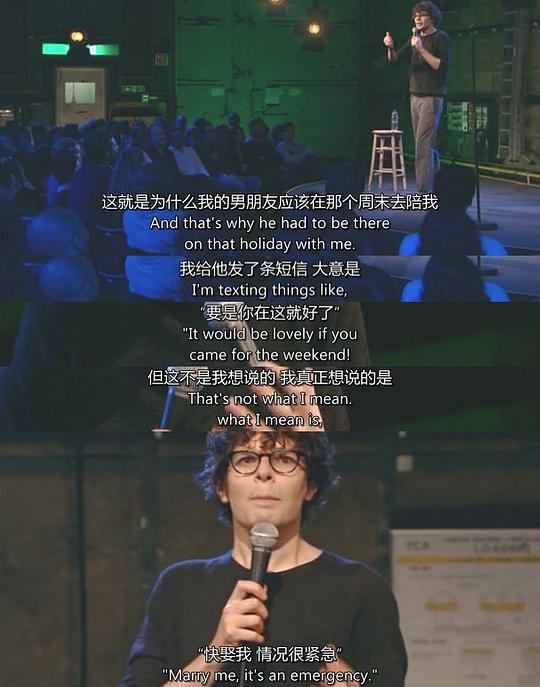 这就是为什么我的男朋友应该在那个周末去陪我
And that's why he had to be there
on that holiday with me.
我给他发了条短信 大意是
I'm texting things like,
“要是你在这就好了”
"It would be lovely if you
came for the weekend!
但这不是我想说的 我真正想说的是
That's not what I mean.
what I mean is,
“快娶我 情况很紧急”
"Marry me, it's an emergency."